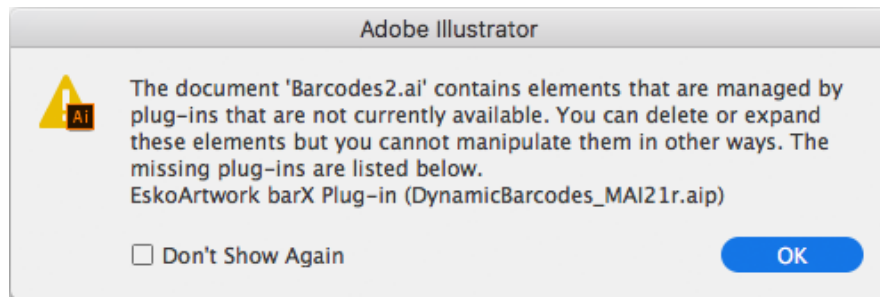 Adobe Illustrator
The document 'Barcodes2.ai' contains elements that are managed by
plug-ins that are not currently available. You can delete or expand
these elements but you cannot manipulate them in other ways. The
missing plug-ins are listed below.
EskoArtwork barX Plug-in (DynamicBarcodes_MAI21r.aip)
Ai
Don't Show Again
OK